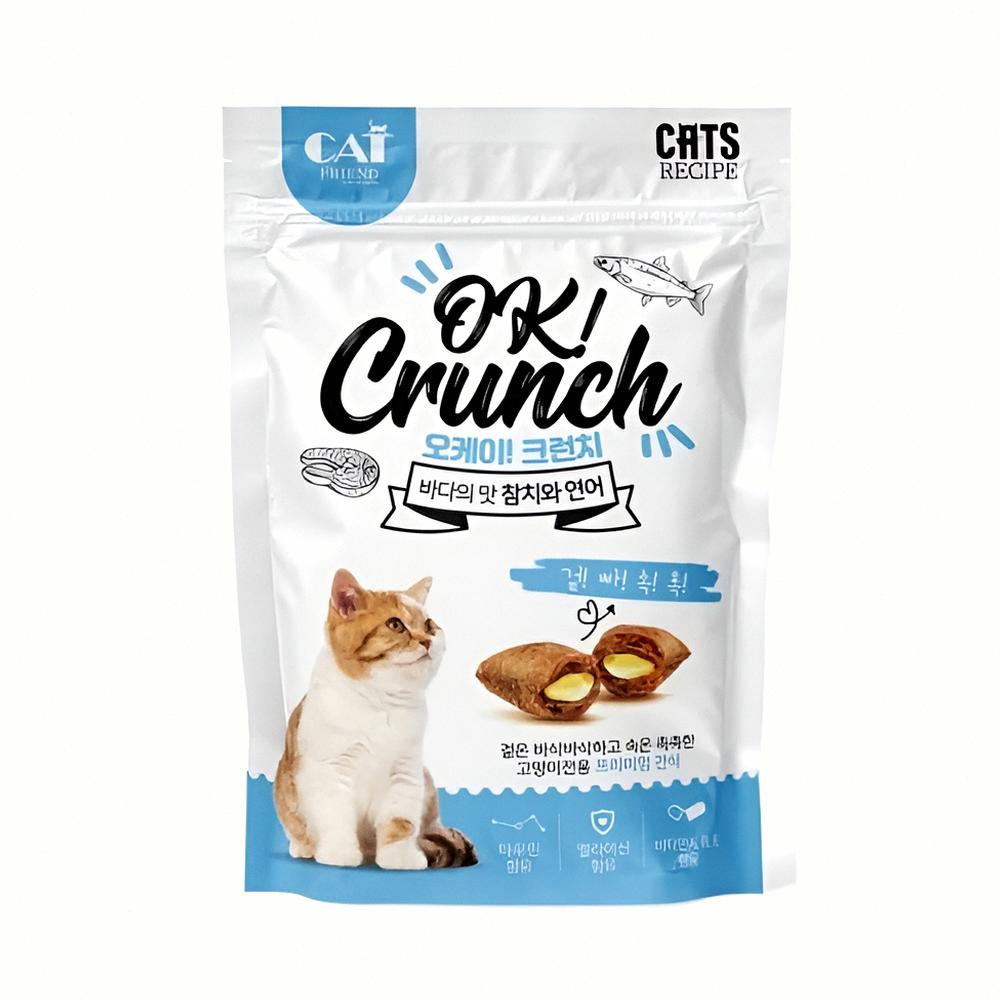 CAT
CATS
RECIPE
OK!
Crunch
오케이! 크런치
바다의 맛 참치와 연어
겉! 바! 속! 촉!
겉은 바삭바삭하고 속은 촉촉한
고양이전용 프리미엄 간식